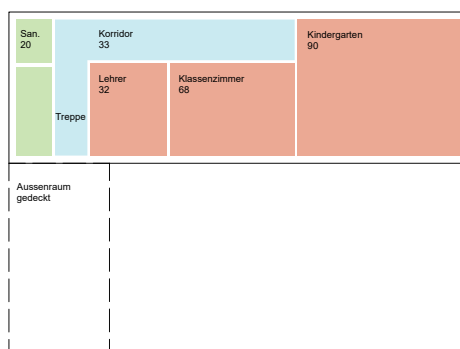 San.
20
Korridor
33
Kindergarten
90
Lehrer
32
Klassenzimmer
68
Treppe
Aussenraum
gedeckt